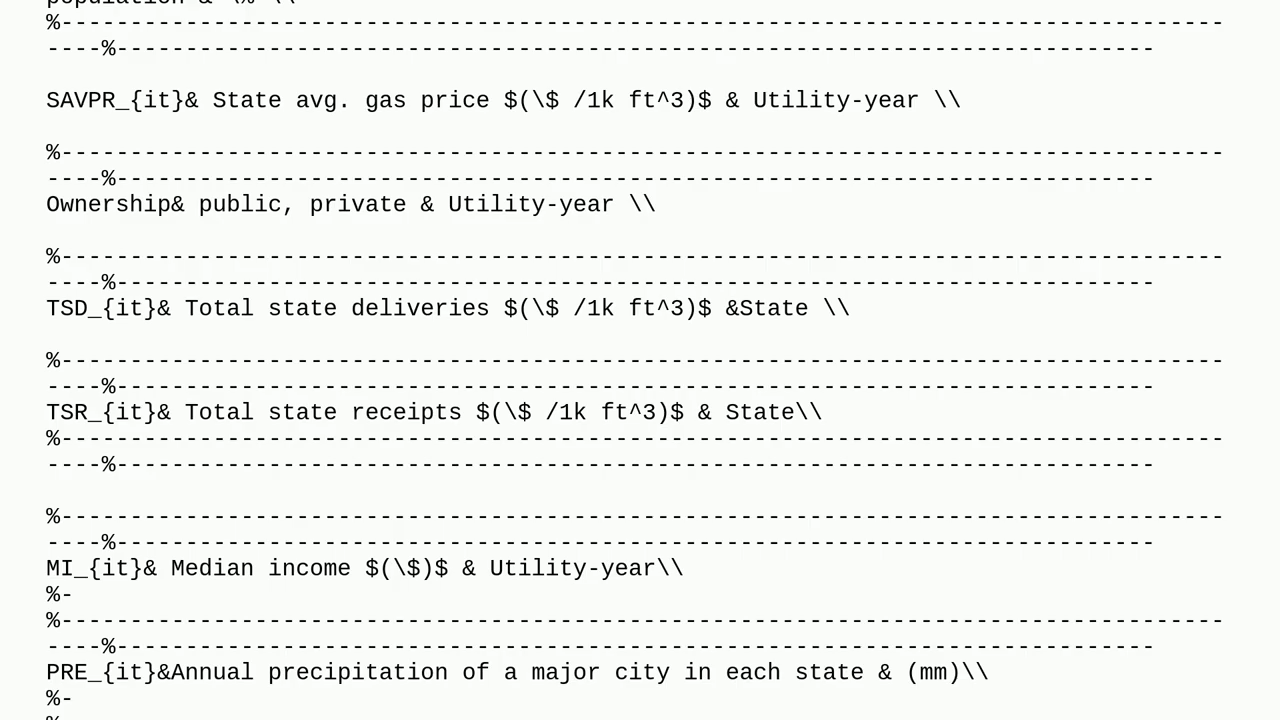 population & \% \\
%------------------------------------------------------------------------------------
----%---------------------------------------------------------------------------
SAVPR_{it}& State avg. gas price $(\$ /1k ft^3)$ & Utility-year \\
%------------------------------------------------------------------------------------
----%---------------------------------------------------------------------------
Ownership& public, private & Utility-year \\
%------------------------------------------------------------------------------------
----%---------------------------------------------------------------------------
TSD_{it}& Total state deliveries $(\$ /1k ft^3)$ &State \\
%------------------------------------------------------------------------------------
----%---------------------------------------------------------------------------
TSR_{it}& Total state receipts $(\$ /1k ft^3)$ & State\\
%------------------------------------------------------------------------------------
----%---------------------------------------------------------------------------
%------------------------------------------------------------------------------------
----%---------------------------------------------------------------------------
MI_{it}& Median income $(\$)$ & Utility-year\\
%-
%------------------------------------------------------------------------------------
----%---------------------------------------------------------------------------
PRE_{it}&Annual precipitation of a major city in each state & (mm)\\
%-